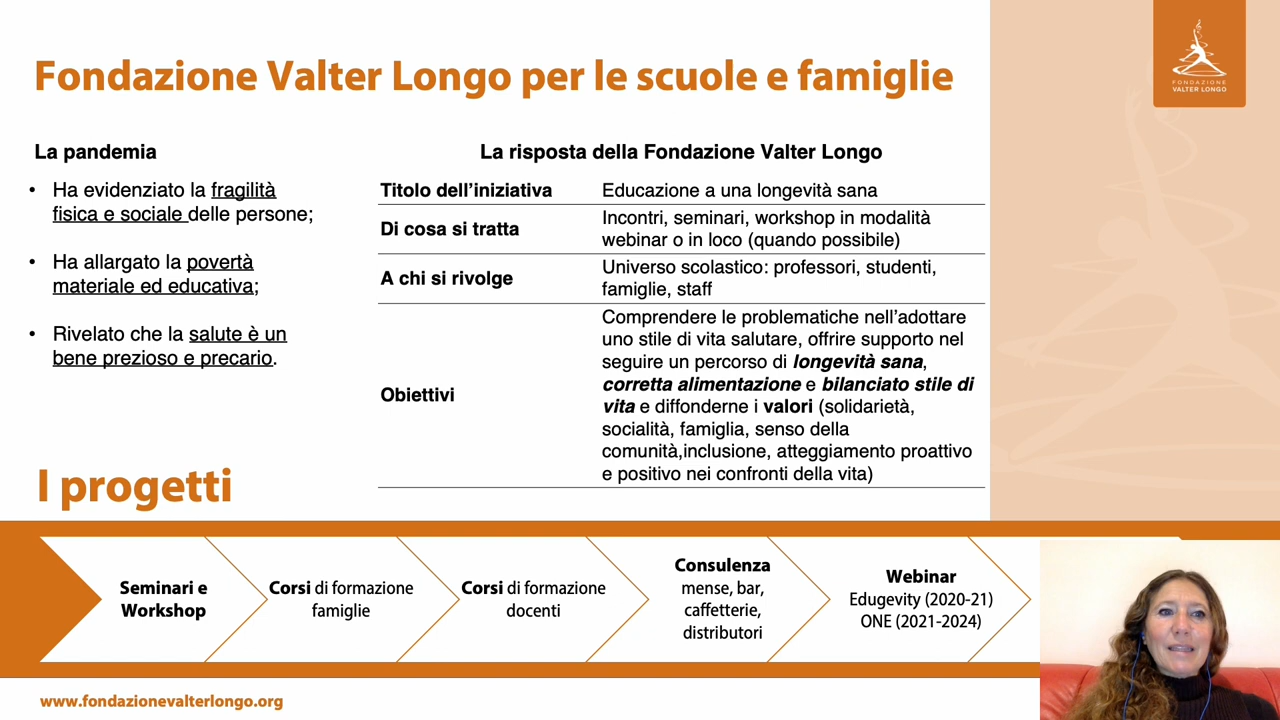 Fondazione Valter Longo per le scuole e famiglie
FONDAZIONE
VALTER LONGO
La pandemia
• Ha evidenziato la fragilità
fisica e sociale delle persone;
• Ha allargato la povertà
materiale ed educativa;
• Rivelato che la salute è un
bene prezioso e precario.
La risposta della Fondazione Valter Longo
Titolo dell'iniziativa
Educazione a una longevità sana
Di cosa si tratta
Incontri, seminari, workshop in modalità
webinar o in loco (quando possibile)
A chi si rivolge
Universo scolastico: professori, studenti,
famiglie, staff
Obiettivi
Comprendere le problematiche nell'adottare
uno stile di vita salutare, offrire supporto nel
seguire un percorso di longevità sana,
corretta alimentazione e bilanciato stile di
vita e diffonderne i valori (solidarietà,
socialità, famiglia, senso della
comunità,inclusione, atteggiamento proattivo
e positivo nei confronti della vita)
I progetti
Seminari e
Workshop
Corsi di formazione
famiglie
Corsi di formazione
docenti
Consulenza
mense, bar,
caffetterie,
distributori
Webinar
Edugevity (2020-21)
ONE (2021-2024)
www.fondazionevalterlongo.org